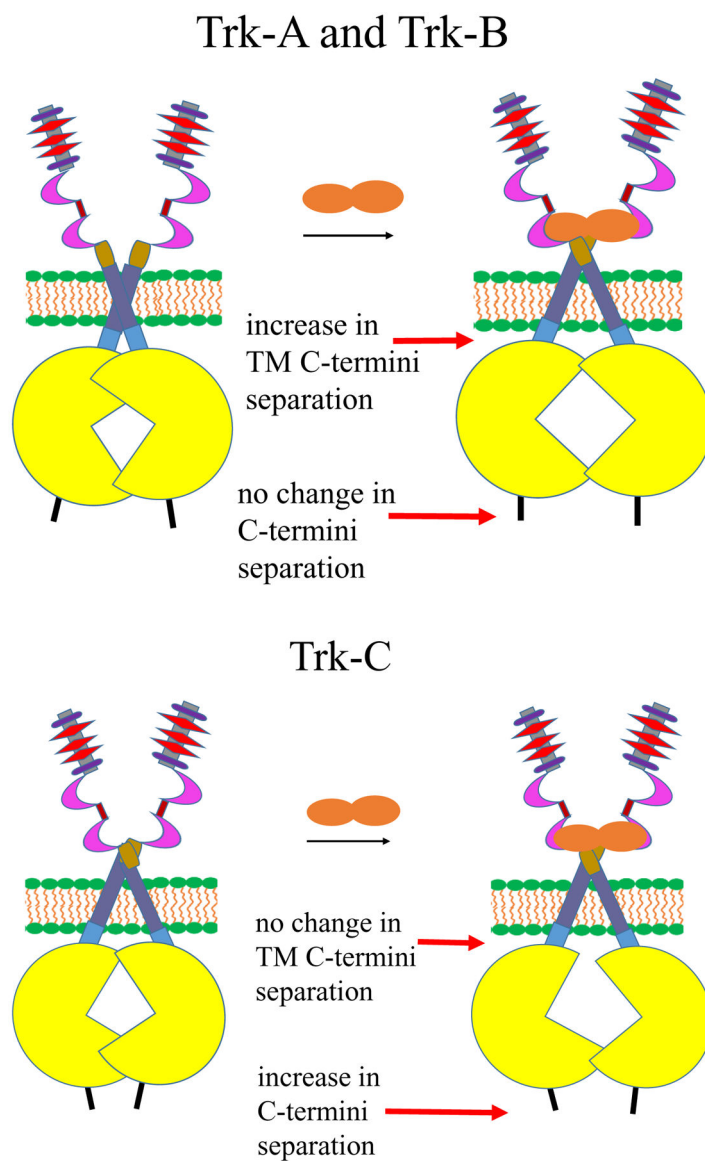 Trk-A and Trk-B
increase in
TM C-termini
separation
no change in
C-termini
separation
Trk-C
no change in
TM C-termini
separation
increase in
C-termini
separation